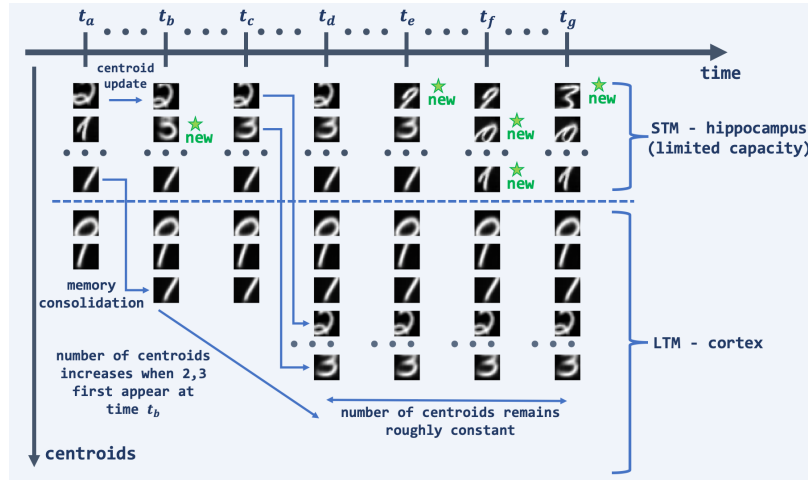 t_a t_b t_c t_d t_e t_f t_g
time
centroid
update
new
new
new
new
new
STM - hippocampus
(limited capacity)
memory
consolidation
LTM - cortex
number of centroids
increases when 2,3
first appear at
time t_b
number of centroids remains
roughly constant
centroids